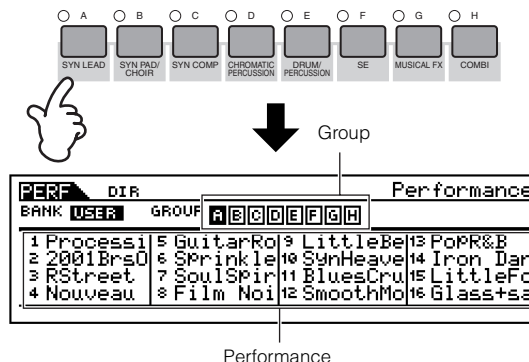 A B C D E F G H
SYN LEAD SYN PAD/ CHOIR SYN COMP CHROMATIC PERCUSSION DRUM/ PERCUSSION SE MUSICAL FX COMBI
Group
PERF DIR Performance
BANK USER GROUP A B C D E F G H
1 Processi 5 GuitarRo 9 LittleBe 13 PopR&B
2 2001BrsO 6 Sprinkle 10 SynHeave 14 Iron Dar
3 RStreet 7 SoulSpir 11 BluesCru 15 LittleFo
4 Nouveau 8 Film Noi 12 SmoothMo 16 Glass+sa
Performance